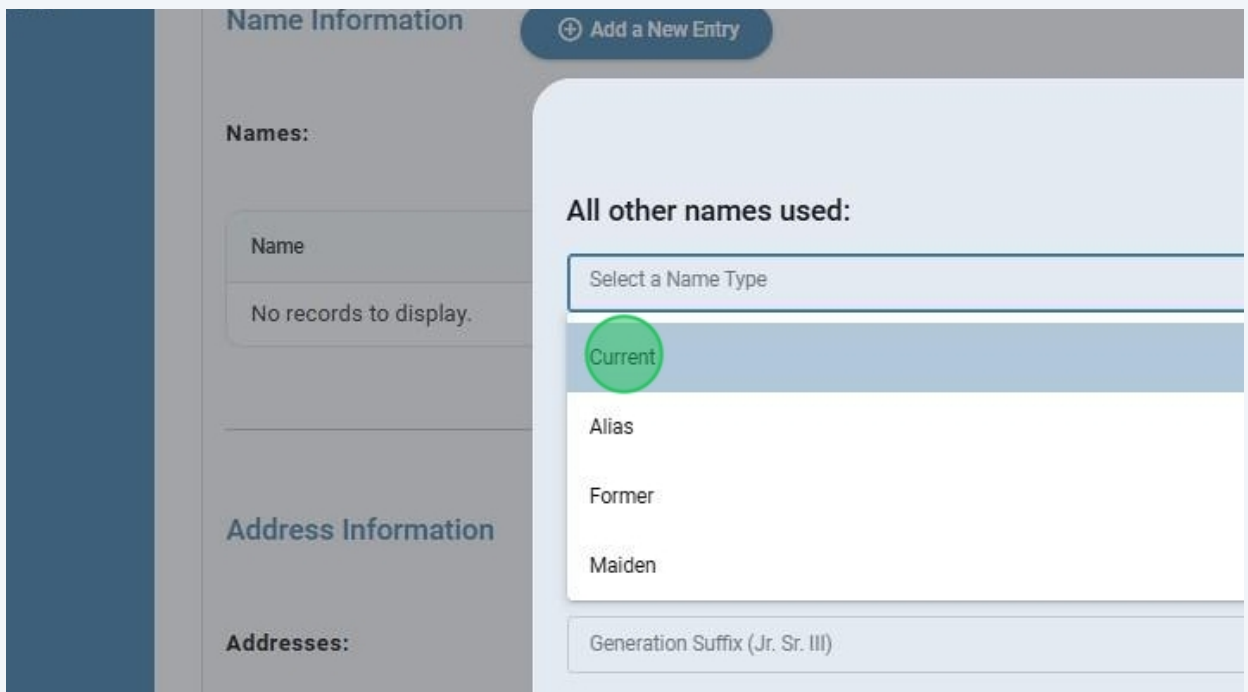 Name Information
Add a New Entry
Names:
Name
No records to display.
Address Information
Addresses:
All other names used:
Select a Name Type
Current
Alias
Former
Maiden
Generation Suffix (Jr. Sr. III)